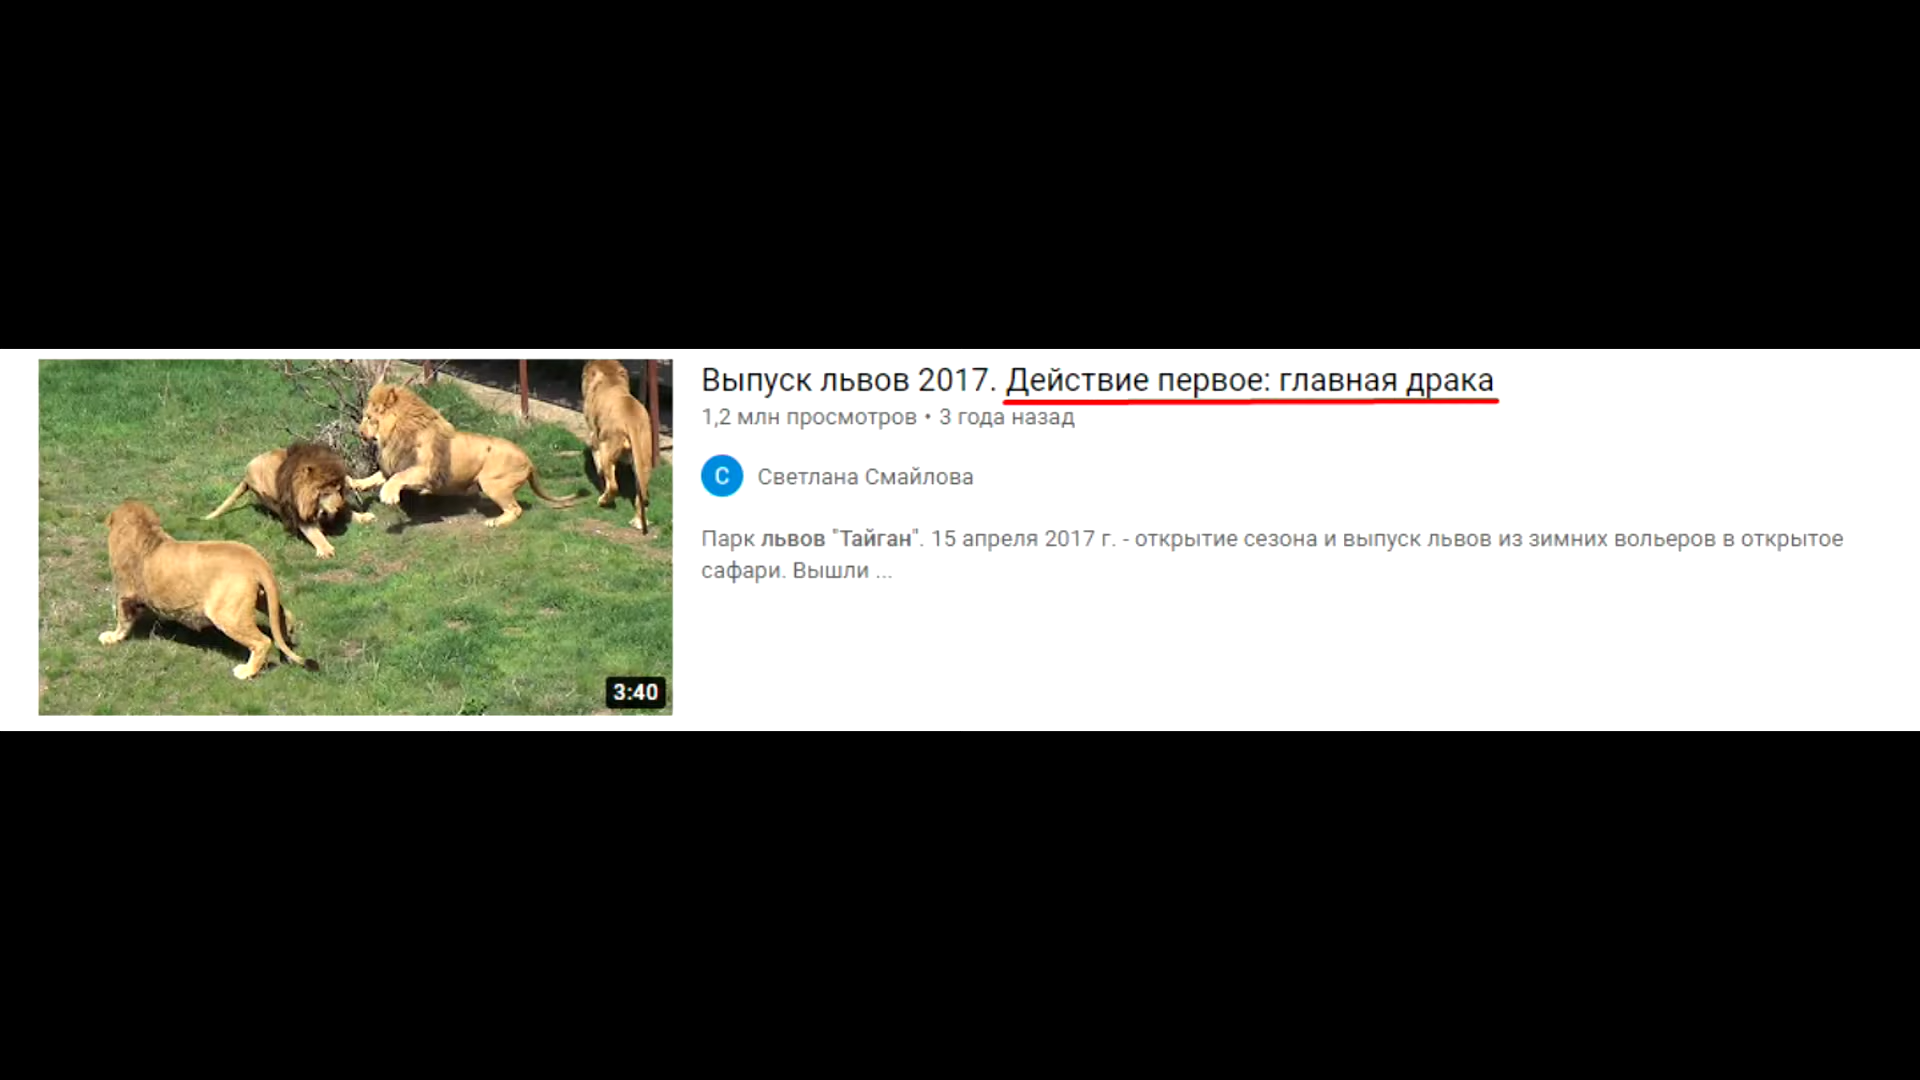 Выпуск львов 2017. Действие первое: главная драка
1,2 млн просмотров • 3 года назад
С Светлана Смайлова
Парк львов "Тайган". 15 апреля 2017 г. - открытие сезона и выпуск львов из зимних вольеров в открытое
сафари. Вышли ...
3:40